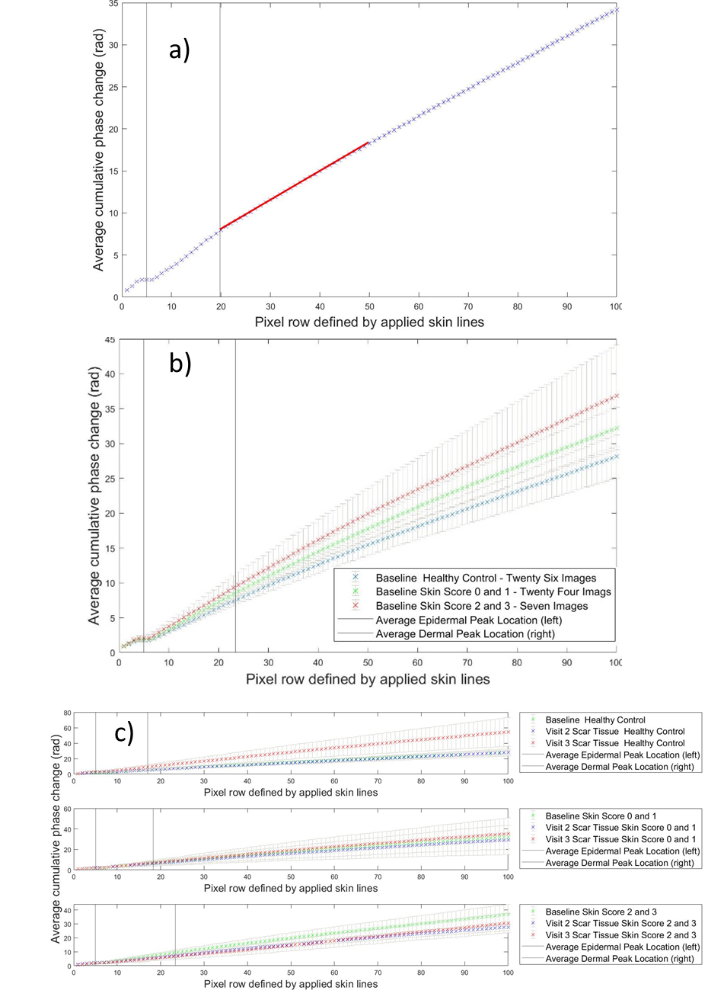 a)
35
30
25
20
15
10
5
0
Average cumulative phase change (rad)
0 10 20 30 40 50 60 70 80 90 100
Pixel row defined by applied skin lines
b)
45
40
35
30
25
20
15
10
5
0
Average cumulative phase change (rad)
Baseline Healthy Control - Twenty Six Images
Baseline Skin Score 0 and 1 - Twenty Four Imags
Baseline Skin Score 2 and 3 - Seven Images
Average Epidermal Peak Location (left)
Average Dermal Peak Location (right)
0 10 20 30 40 50 60 70 80 90 100
Pixel row defined by applied skin lines
c)
Average cumulative phase change (rad)
80
60
40
20
0
0 10 20 30 40 50 60 70 80 90 100
Pixel row defined by applied skin lines
Baseline Healthy Control
Visit 2 Scar Tissue Healthy Control
Visit 3 Scar Tissue Healthy Control
Average Epidermal Peak Location (left)
Average Dermal Peak Location (right)
60
40
20
0
0 10 20 30 40 50 60 70 80 90 100
Pixel row defined by applied skin lines
Baseline Skin Score 0 and 1
Visit 2 Scar Tissue Skin Score 0 and 1
Visit 3 Scar Tissue Skin Score 0 and 1
Average Epidermal Peak Location (left)
Average Dermal Peak Location (right)
40
30
20
10
0
0 10 20 30 40 50 60 70 80 90 100
Pixel row defined by applied skin lines
Baseline Skin Score 2 and 3
Visit 2 Scar Tissue Skin Score 2 and 3
Visit 3 Scar Tissue Skin Score 2 and 3
Average Epidermal Peak Location (left)
Average Dermal Peak Location (right)